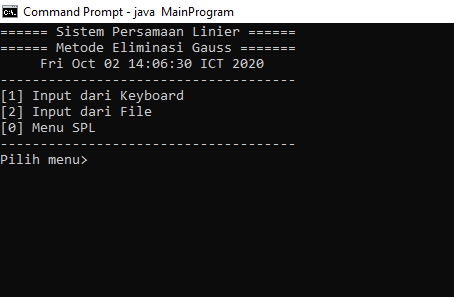 Command Prompt - java  MainProgram
====== Sistem Persamaan Linier ======
====== Metode Eliminasi Gauss =======
     Fri Oct 02 14:06:30 ICT 2020
-------------------------------------
[1] Input dari Keyboard
[2] Input dari File
[0] Menu SPL
-------------------------------------
Pilih menu>